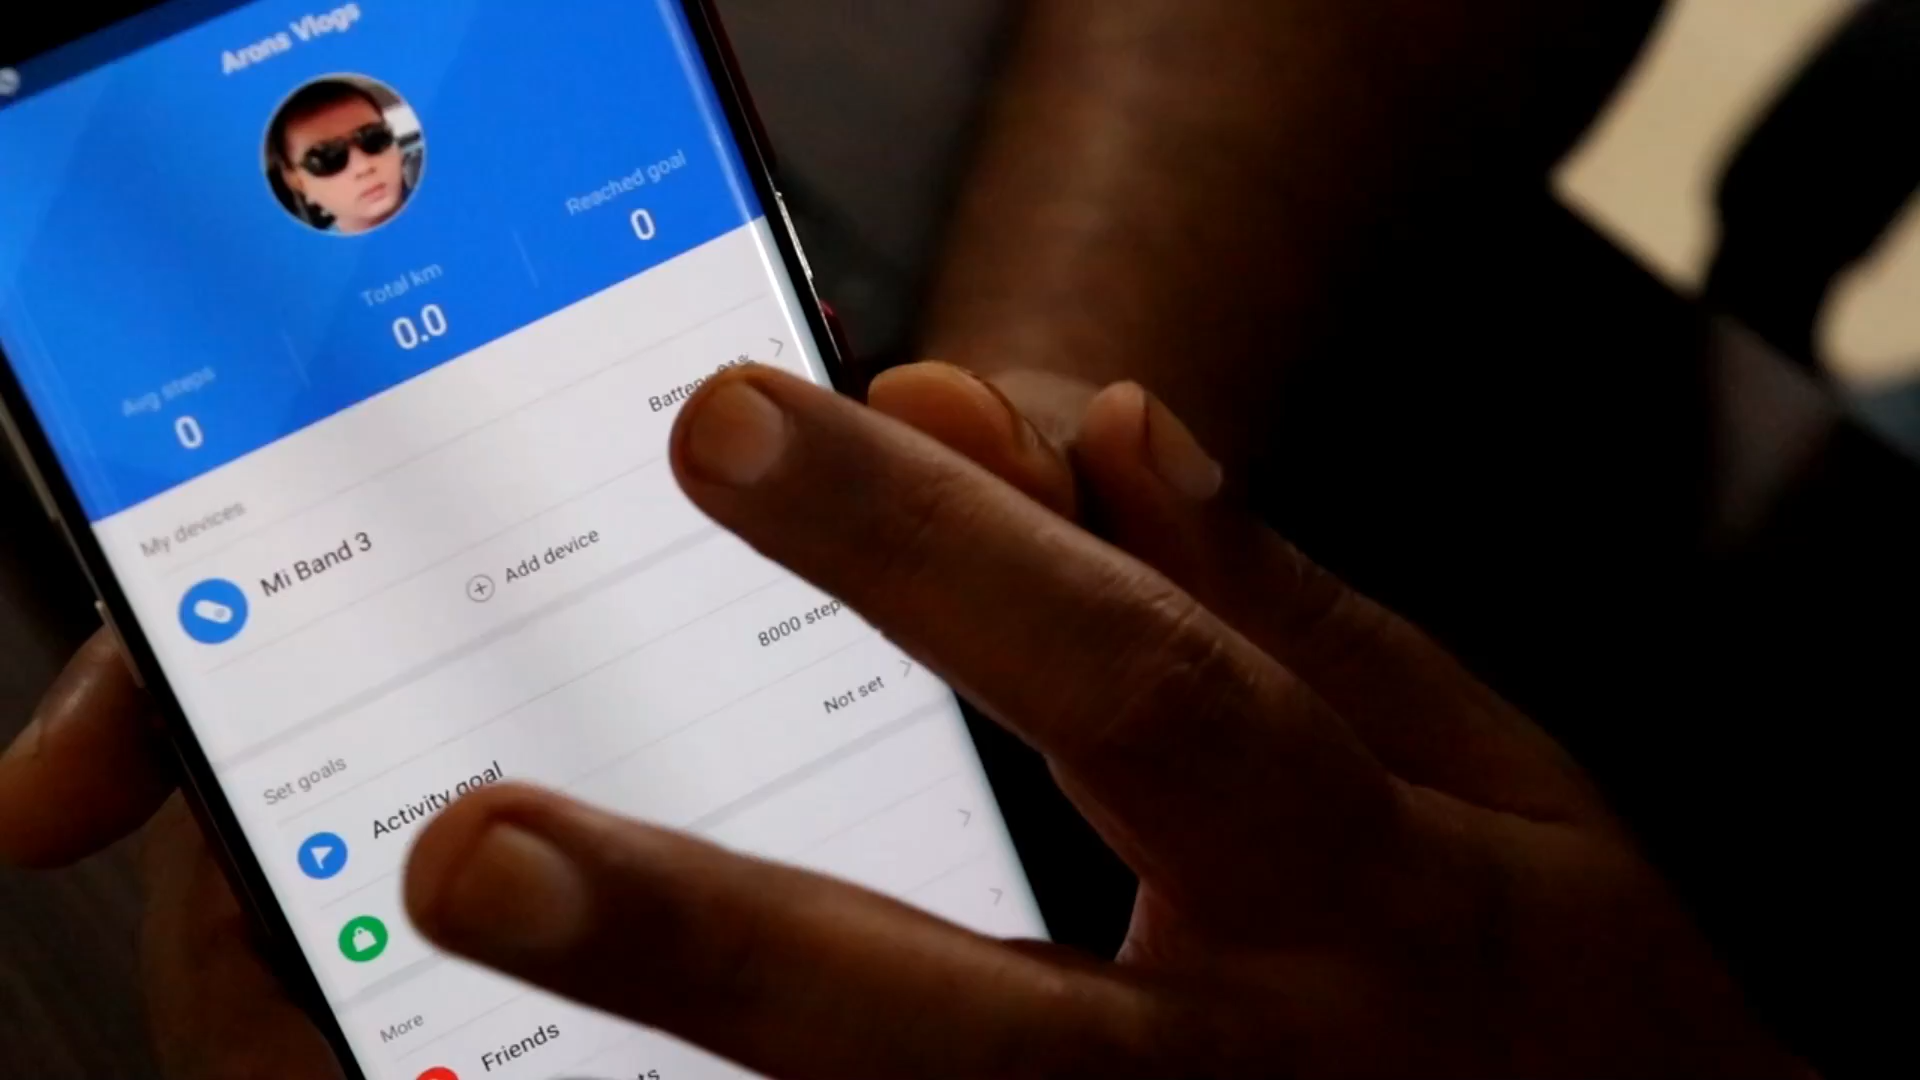 Arons Vlogs
Reached goal
0
Total km
0.0
Avg steps
0
My devices
Mi Band 3
Add device
Set goals
Activity goal
8000
Not set
More
Friends